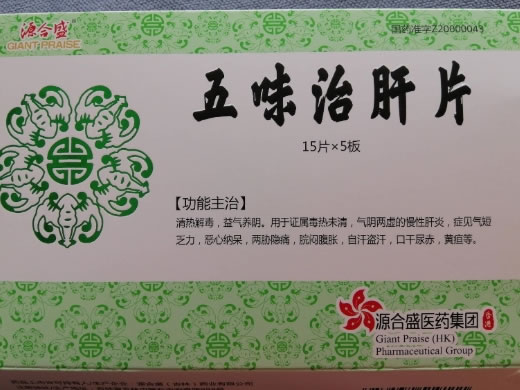 源合盛
GIANT PRAISE
国药准字Z20000043
五味治肝片
15片×5板
【功能主治】
清热解毒，益气养阴。用于证属毒热未清，气阴两虚的慢性肝炎，症见气短
乏力，恶心纳呆，两胁隐痛，脘闷腹胀，自汗盗汗，口干尿赤，黄疸等。
源合盛医药集团
香港
Giant Praise (HK)
Pharmaceutical Group